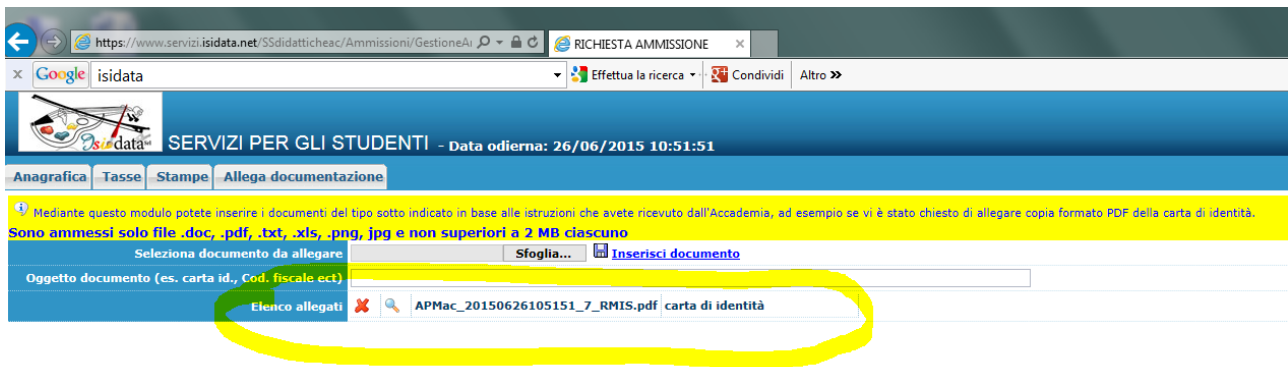 https://www.servizi.isidata.net/SSdidatticheac/Ammissioni/GestioneA
RICHIESTA AMMISSIONE
x Google isidata Effettua la ricerca Condividi Altro »
Isidata SERVIZI PER GLI STUDENTI - Data odierna: 26/06/2015 10:51:51
Anagrafica Tasse Stampe Allega documentazione
Mediante questo modulo potete inserire i documenti del tipo sotto indicato in base alle istruzioni che avete ricevuto dall'Accademia, ad esempio se vi è stato chiesto di allegare copia formato PDF della carta di identità.
Sono ammessi solo file .doc, .pdf, .txt, .xls, .png, jpg e non superiori a 2 MB ciascuno
Seleziona documento da allegare Sfoglia... Inserisci documento
Oggetto documento (es. carta id., Cod. fiscale ect)
Elenco allegati APMac_20150626105151_7_RMIS.pdf carta di identità